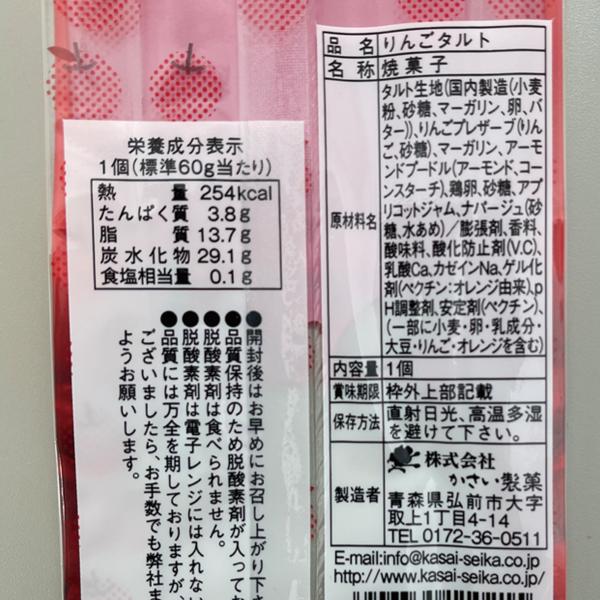 品名 りんごタルト
名称 焼菓子
原材料名
タルト生地(国内製造(小麦
粉、砂糖、マーガリン、卵、バ
ター))、りんごプレザーブ(りん
ご、砂糖)、マーガリン、アーモ
ンドプードル(アーモンド、コー
ンスターチ)、鶏卵、砂糖、アプ
リコットジャム、ナパージュ(砂
糖、水あめ)/膨張剤、香料、
酸味料、酸化防止剤(V.C)、
乳酸Ca、カゼインNa、ゲル化
剤(ペクチン:オレンジ由来)、p
H調整剤、安定剤(ペクチン)、
(一部に小麦・卵・乳成分・
大豆・りんご・オレンジを含む)
内容量 1個
賞味期限 枠外上部記載
保存方法 直射日光、高温多湿
を避けて下さい。
製造者
株式会社
かさい製菓
青森県弘前市大字
取上1丁目4-14
TEL 0172-36-0511
E-mail:info@kasai-seika.co.jp
http://www.kasai-seika.co.jp/
栄養成分表示
1個(標準60g当たり)
熱量 254kcal
たんぱく質 3.8g
脂質 13.7g
炭水化物 29.1g
食塩相当量 0.1g
●開封後はお早めにお召し上がり下さ
●品質保持のため脱酸素剤が入ってお
●脱酸素剤は食べられません。
●脱酸素剤は電子レンジには入れない
●品質には万全を期しておりますが、
ございましたら、お手数でも弊社ま
ようお願いします。